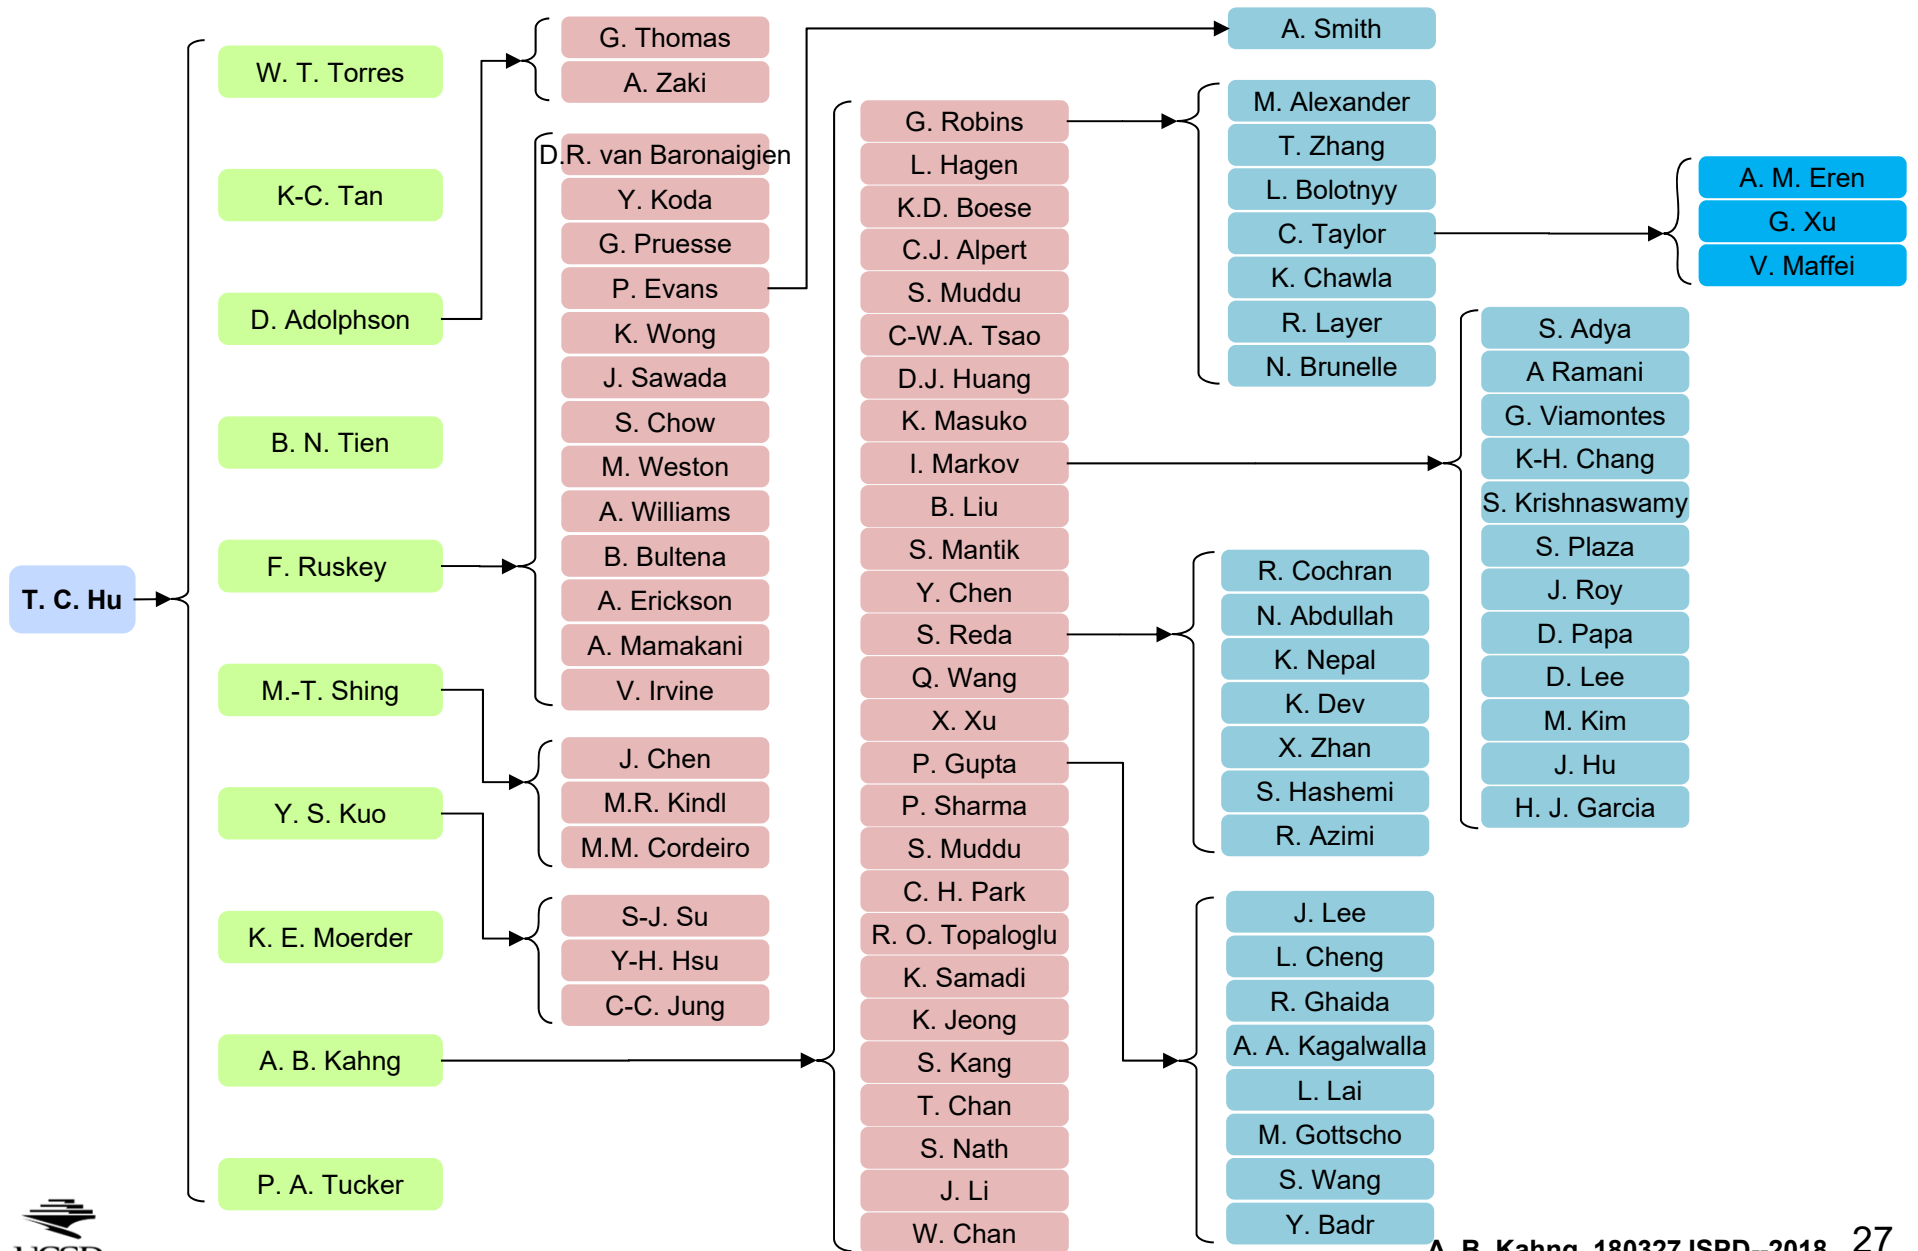 T. C. Hu
W. T. Torres
K-C. Tan
D. Adolphson
B. N. Tien
F. Ruskey
M.-T. Shing
Y. S. Kuo
K. E. Moerder
A. B. Kahng
P. A. Tucker
G. Thomas
A. Zaki
D.R. van Baronaigien
Y. Koda
G. Pruesse
P. Evans
K. Wong
J. Sawada
S. Chow
M. Weston
A. Williams
B. Bultena
A. Erickson
A. Mamakani
V. Irvine
J. Chen
M.R. Kindl
M.M. Cordeiro
S-J. Su
Y-H. Hsu
C-C. Jung
G. Robins
L. Hagen
K.D. Boese
C.J. Alpert
S. Muddu
C-W.A. Tsao
D.J. Huang
K. Masuko
I. Markov
B. Liu
S. Mantik
Y. Chen
S. Reda
Q. Wang
X. Xu
P. Gupta
P. Sharma
S. Muddu
C. H. Park
R. O. Topaloglu
K. Samadi
K. Jeong
S. Kang
T. Chan
S. Nath
J. Li
W. Chan
A. Smith
M. Alexander
T. Zhang
L. Bolotnyy
C. Taylor
K. Chawla
R. Layer
N. Brunelle
R. Cochran
N. Abdullah
K. Nepal
K. Dev
X. Zhan
S. Hashemi
R. Azimi
J. Lee
L. Cheng
R. Ghaida
A. A. Kagalwalla
L. Lai
M. Gottscho
S. Wang
Y. Badr
S. Adya
A Ramani
G. Viamontes
K-H. Chang
S. Krishnaswamy
S. Plaza
J. Roy
D. Papa
D. Lee
M. Kim
J. Hu
H. J. Garcia
A. M. Eren
G. Xu
V. Maffei
UCSD
A. B. Kahng, 180327 ISPD--2018 27